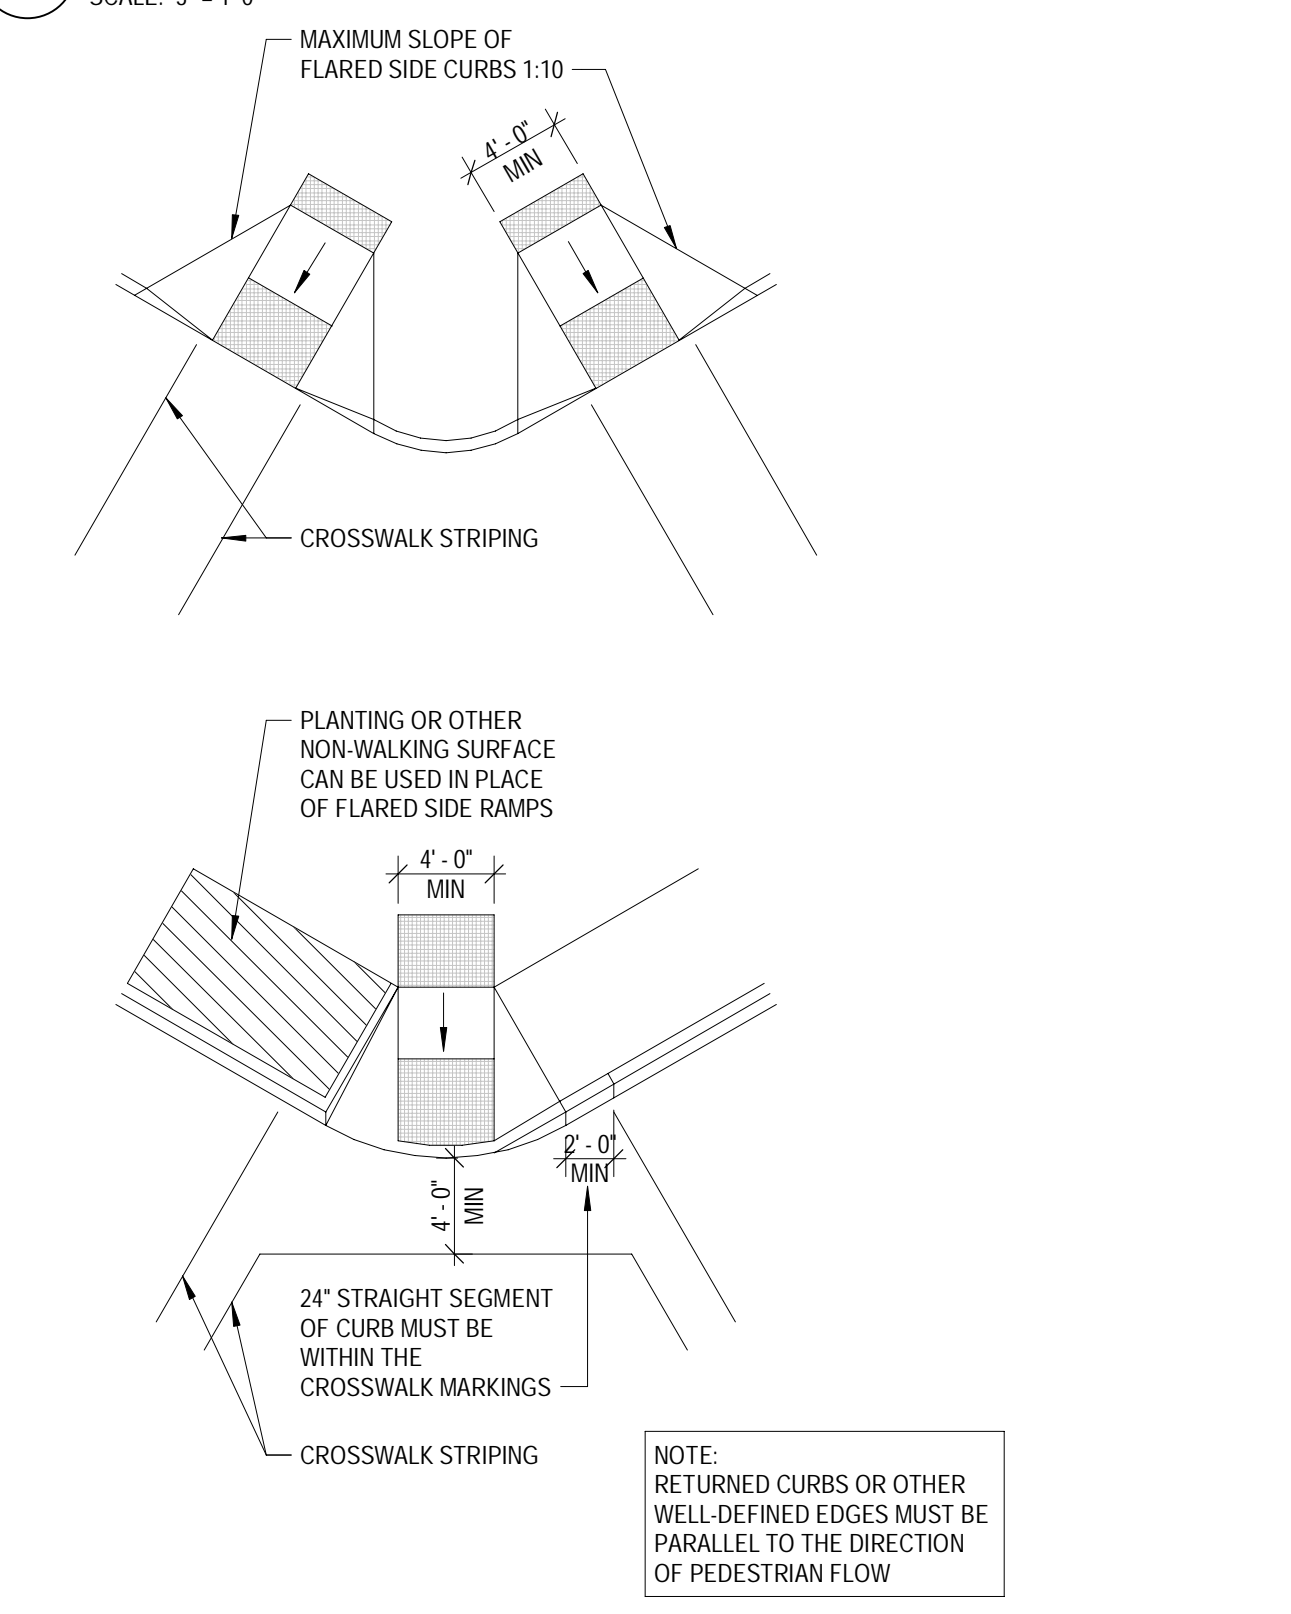 MAXIMUM SLOPE OF
FLARED SIDE CURBS 1:10
4' - 0"
MIN
CROSSWALK STRIPING
PLANTING OR OTHER
NON-WALKING SURFACE
CAN BE USED IN PLACE
OF FLARED SIDE RAMPS
4' - 0"
MIN
2' - 0"
MIN
4' - 0"
MIN
24" STRAIGHT SEGMENT
OF CURB MUST BE
WITHIN THE
CROSSWALK MARKINGS
CROSSWALK STRIPING
NOTE:
RETURNED CURBS OR OTHER
WELL-DEFINED EDGES MUST BE
PARALLEL TO THE DIRECTION
OF PEDESTRIAN FLOW